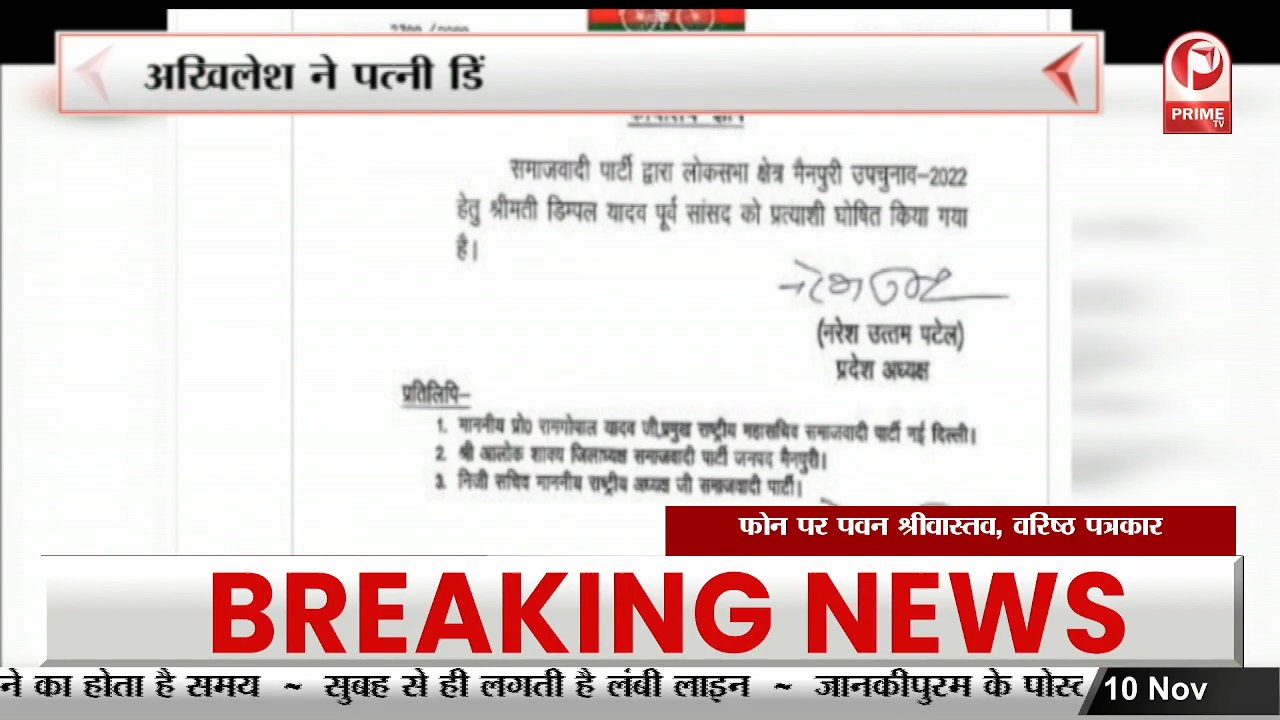 अखिलेश ने पत्नी डिं
PRIME
TV
समाजवादी पार्टी द्वारा लोकसभा क्षेत्र मैनपुरी उपचुनाव-2022
हेतु श्रीमती डिम्पल यादव पूर्व सांसद को प्रत्याशी घोषित किया गया
है।
(नरेश उत्तम पटेल)
प्रदेश अध्यक्ष
प्रतिलिपि-
1. माननीय प्रो0 रामगोपाल यादव जी,प्रमुख राष्ट्रीय महासचिव समाजवादी पार्टी नई दिल्ली।
2. श्री आलोक शाक्य जिलाध्यक्ष समाजवादी पार्टी जनपद मैनपुरी।
3. निजी सचिव माननीय राष्ट्रीय अध्यक्ष जी समाजवादी पार्टी।
फोन पर पवन श्रीवास्तव, वरिष्ठ पत्रकार
BREAKING NEWS
ने का होता है समय ~ सुबह से ही लगती है लंबी लाइन ~ जानकीपुरम के पोस्ट
10 Nov